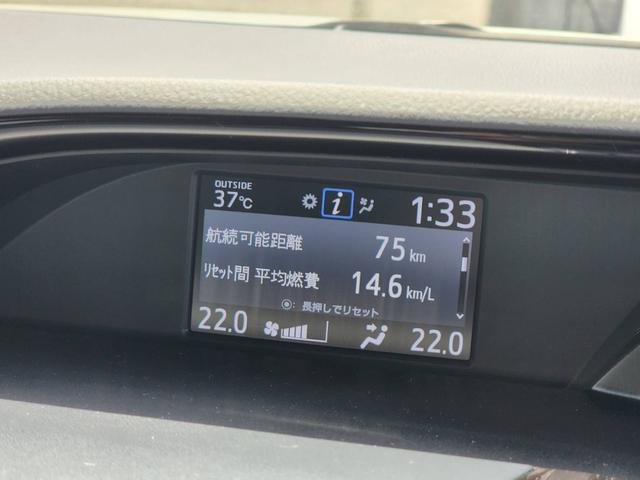 OUTSIDE
37℃
i
1:33
航続可能距離 75 km
リセット間 平均燃費 14.6 km/L
◉: 長押しでリセット
22.0
22.0